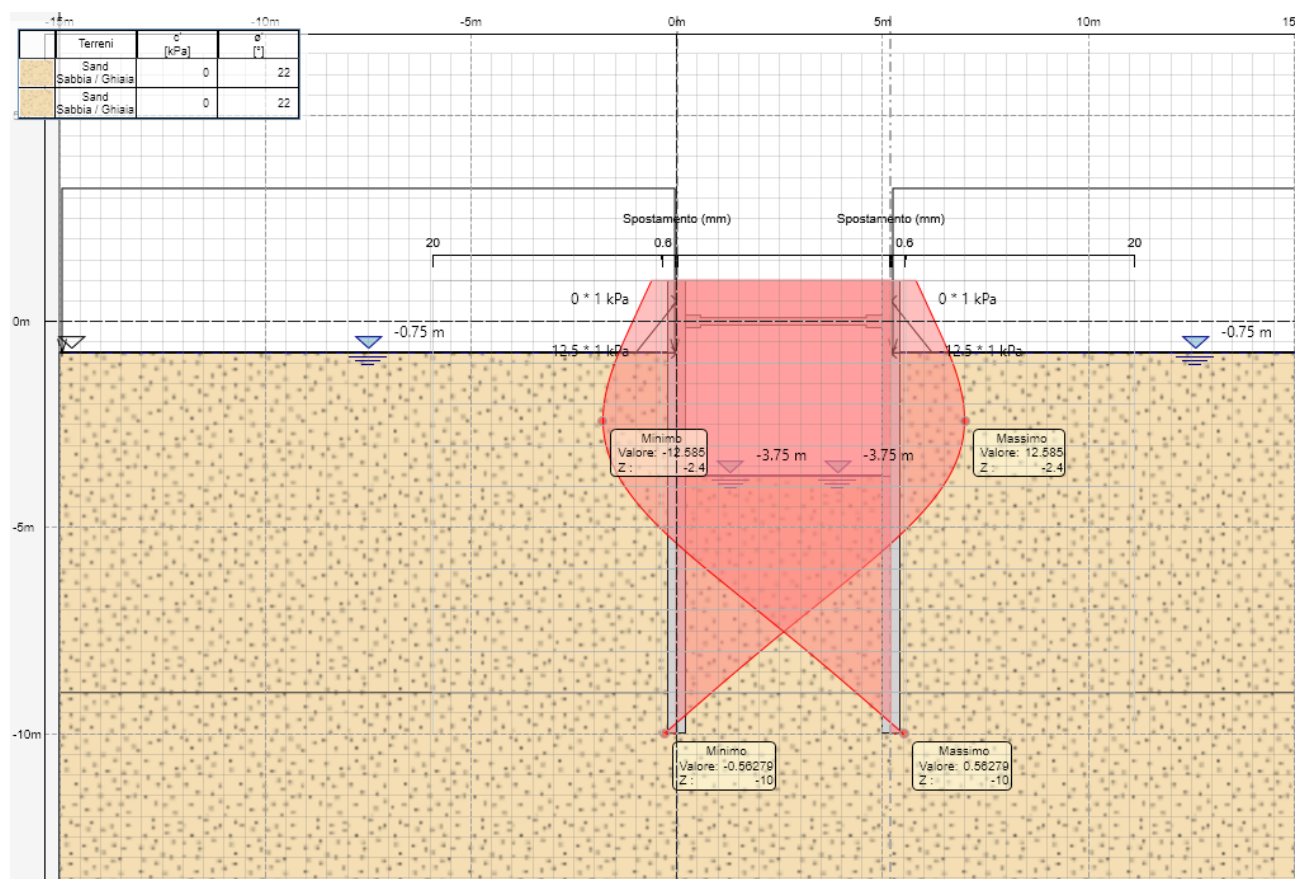 -15m -10m -5m 0m 5m 10m 15
Terreni c' [kPa] ø' [°]
Sand
Sabbia / Ghiaia 0 22
Sand
Sabbia / Ghiaia 0 22
Spostamento (mm) Spostamento (mm)
20 0.6 0.6 20
0 * 1 kPa 0 * 1 kPa
0m
-0.75 m -0.75 m
-12.5 * 1 kPa -12.5 * 1 kPa
Minimo
Valore: -12.585
Z : -2.4
Massimo
Valore: 12.585
Z : -2.4
-3.75 m -3.75 m
-5m
-10m
Minimo
Valore: -0.56279
Z : -10
Massimo
Valore: 0.56279
Z : -10